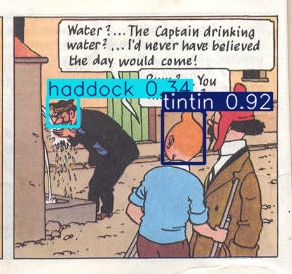 Water?... The Captain drinking
water?... I'd never have believed
the day would come!
You
haddock 0.34
tintin 0.92